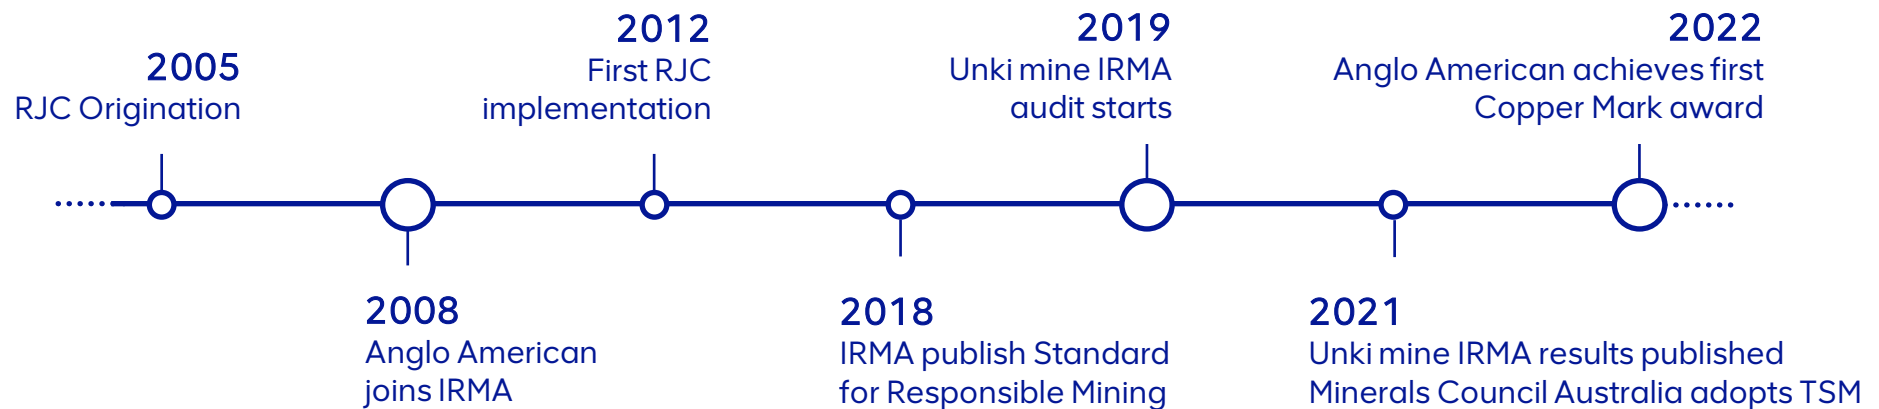 2005
RJC Origination
2012
First RJC
implementation
2019
Unki mine IRMA
audit starts
2022
Anglo American achieves first
Copper Mark award
2008
Anglo American
joins IRMA
2018
IRMA publish Standard
for Responsible Mining
2021
Unki mine IRMA results published
Minerals Council Australia adopts TSM